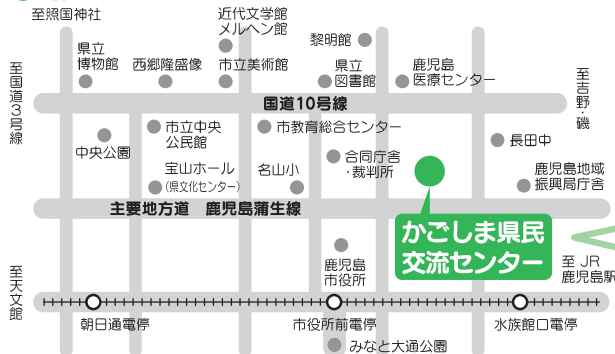 至照国神社
近代文学館
メルヘン館
黎明館
県立
博物館
西郷隆盛像
市立美術館
県立
図書館
鹿児島
医療センター
至国道3号線
至吉野・磯
国道10号線
中央公園
市立中央
公民館
市教育総合センター
長田中
宝山ホール
(県文化センター)
名山小
合同庁舎
・裁判所
鹿児島地域
振興局庁舎
主要地方道 鹿児島蒲生線
かごしま県民
交流センター
鹿児島
市役所
至 JR
鹿児島駅
至天文館
朝日通電停
市役所前電停
水族館口電停
みなと大通公園